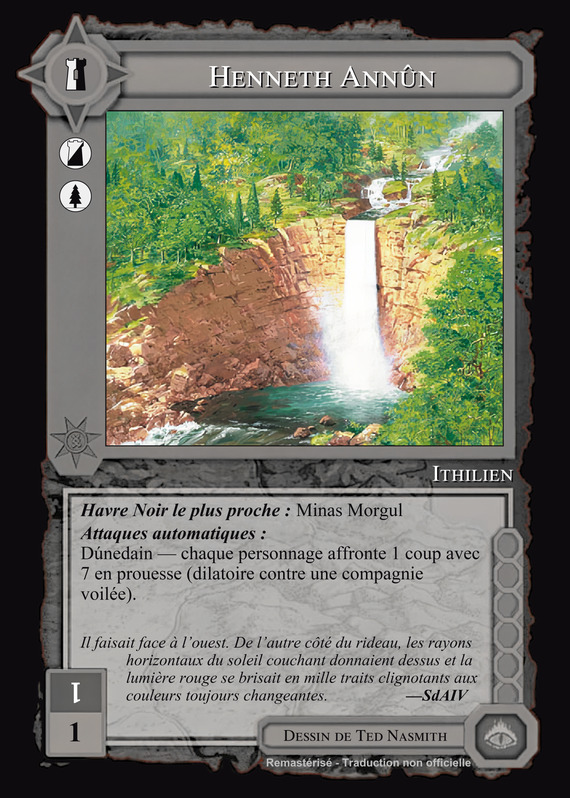 Henneth Annûn
Ithilien
Havre Noir le plus proche : Minas Morgul
Attaques automatiques :
Dúnedain — chaque personnage affronte 1 coup avec
7 en prouesse (dilatoire contre une compagnie
voilée).
Il faisait face à l'ouest. De l'autre côté du rideau, les rayons
horizontaux du soleil couchant donnaient dessus et la
lumière rouge se brisait en mille traits clignotants aux
couleurs toujours changeantes. —SdAIV
1
1
Dessin de Ted Nasmith
Remastérisé - Traduction non officielle